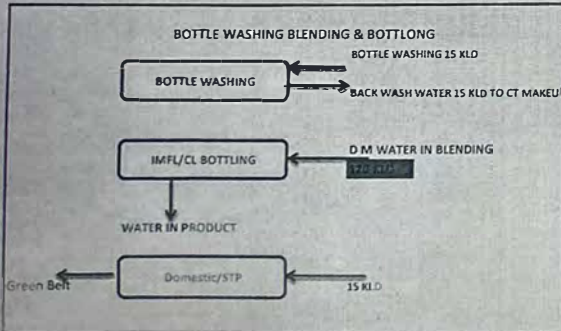 BOTTLE WASHING BLENDING & BOTTLONG
BOTTLE WASHING 15 KLD
BOTTLE WASHING
BACK WASH WATER 15 KLD TO CT MAKEUP
IMFL/CL BOTTLING
D M WATER IN BLENDING
WATER IN PRODUCT
Domestic/STP
Green Belt
15 KLD